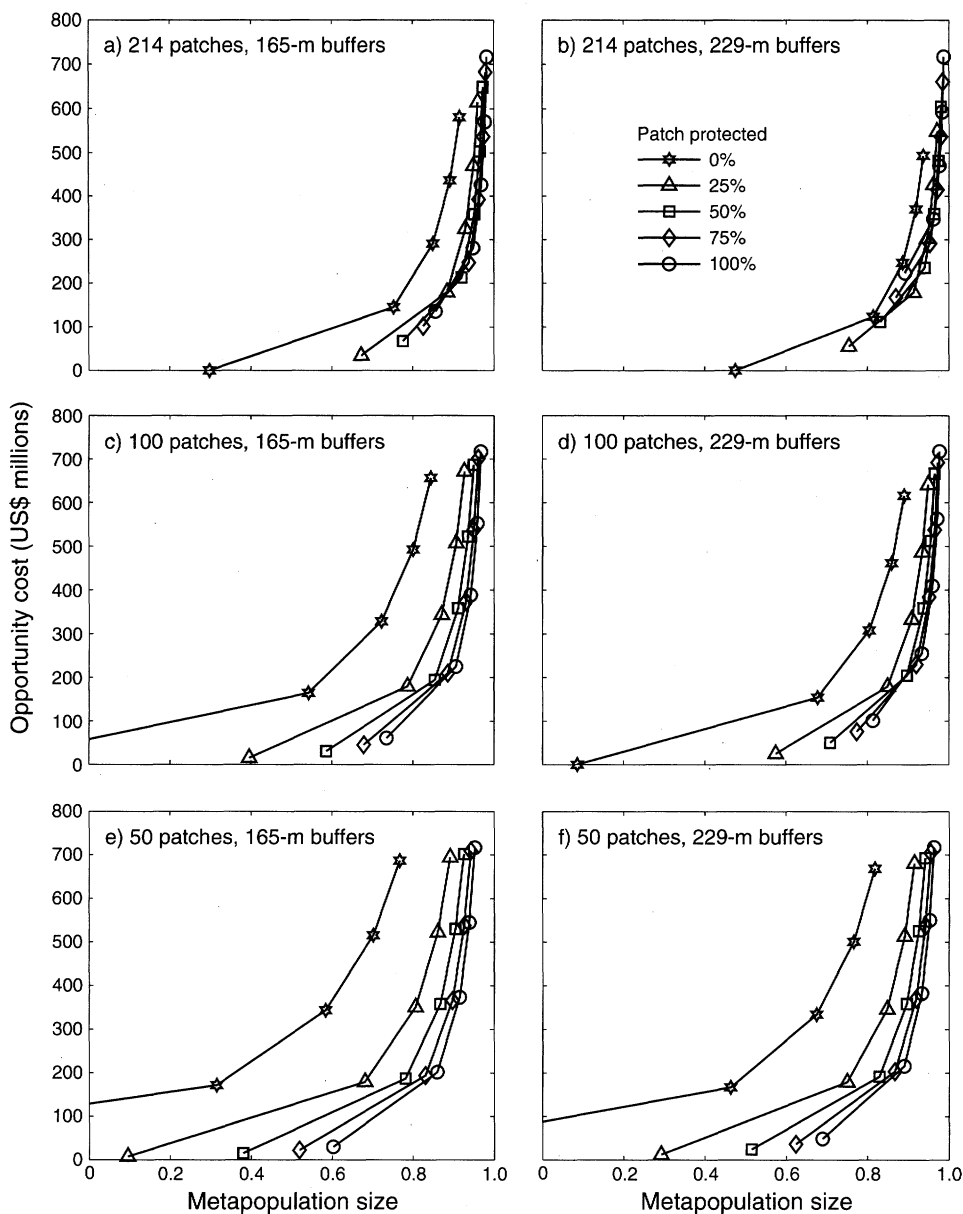 a) 214 patches, 165-m buffers
800
700
600
500
400
300
200
100
0
b) 214 patches, 229-m buffers
Patch protected
0%
25%
50%
75%
100%
Opportunity cost (US$ millions)
c) 100 patches, 165-m buffers
800
700
600
500
400
300
200
100
0
d) 100 patches, 229-m buffers
e) 50 patches, 165-m buffers
800
700
600
500
400
300
200
100
0
f) 50 patches, 229-m buffers
0 0.2 0.4 0.6 0.8 1.0
0 0.2 0.4 0.6 0.8 1.0
Metapopulation size
Metapopulation size